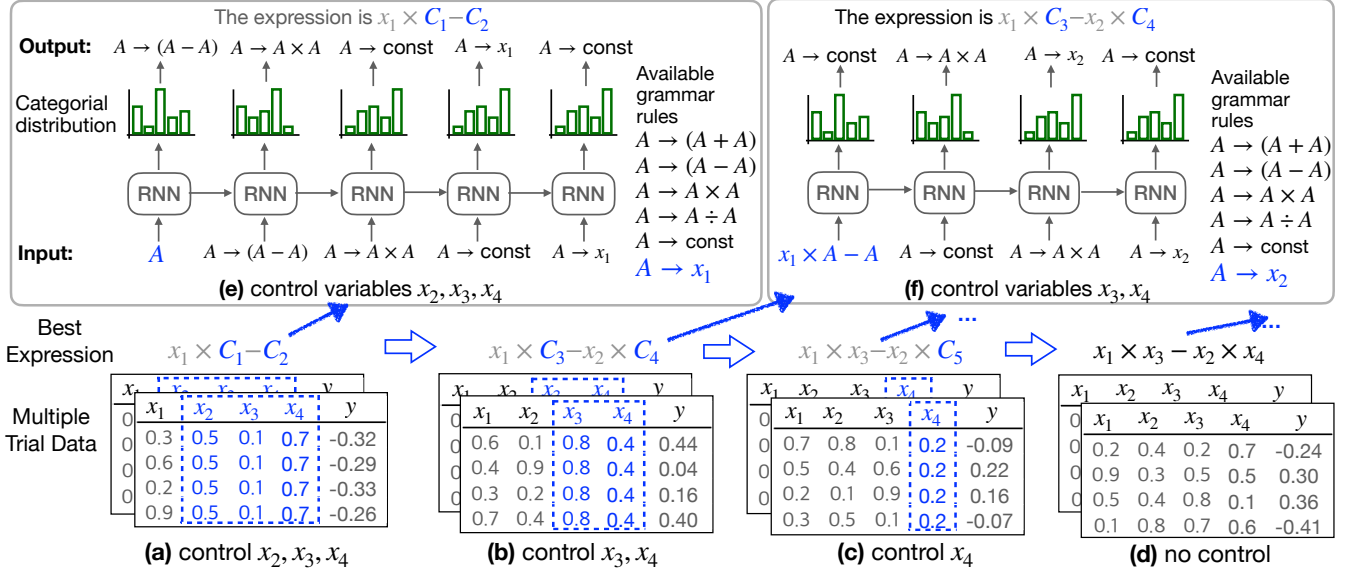 The expression is x₁ × C₁−C₂
Output: A → (A − A) A → A × A A → const A → x₁ A → const
Categorial distribution
Available grammar rules
A → (A + A)
A → (A − A)
A → A × A
A → A ÷ A
A → const
A → x₁
RNN RNN RNN RNN RNN
Input: A A → (A − A) A → A × A A → const A → x₁
(e) control variables x₂, x₃, x₄
The expression is x₁ × C₃−x₂ × C₄
A → const A → A × A A → x₂ A → const
Available grammar rules
A → (A + A)
A → (A − A)
A → A × A
A → A ÷ A
A → const
A → x₂
RNN RNN RNN RNN
x₁ × A − A A → const A → A × A A → x₂
(f) control variables x₃, x₄
... ...
Best Expression
x₁ × C₁−C₂ x₁ × C₃−x₂ × C₄ x₁ × x₃−x₂ × C₅ x₁ × x₃ − x₂ × x₄
Multiple Trial Data
x₁ x₂ x₃ x₄ y
0.3 0.5 0.1 0.7 -0.32
0.6 0.5 0.1 0.7 -0.29
0.2 0.5 0.1 0.7 -0.33
0.9 0.5 0.1 0.7 -0.26
(a) control x₂, x₃, x₄
x₁ x₂ x₃ x₄ y
0.6 0.1 0.8 0.4 0.44
0.4 0.9 0.8 0.4 0.04
0.3 0.2 0.8 0.4 0.16
0.7 0.4 0.8 0.4 0.40
(b) control x₃, x₄
x₁ x₂ x₃ x₄ y
0.7 0.8 0.1 0.2 -0.09
0.5 0.4 0.6 0.2 0.22
0.2 0.1 0.9 0.2 0.16
0.3 0.5 0.1 0.2 -0.07
(c) control x₄
x₁ x₂ x₃ x₄ y
0.2 0.4 0.2 0.7 -0.24
0.9 0.3 0.5 0.5 0.30
0.5 0.4 0.8 0.1 0.36
0.1 0.8 0.7 0.6 -0.41
(d) no control